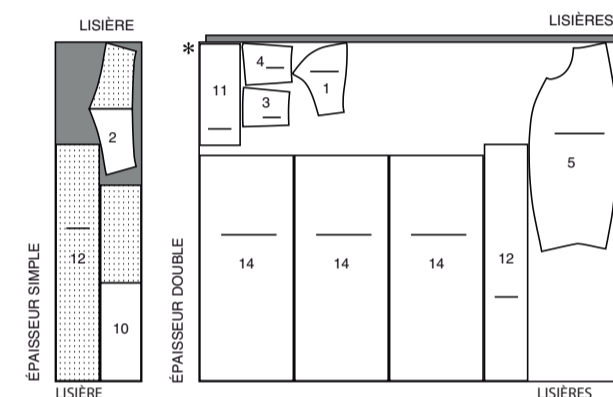 LISIÈRE
LISIÈRES
*
11
4
3
1
2
5
12
14
14
14
12
10
ÉPAISSEUR SIMPLE
ÉPAISSEUR DOUBLE
LISIÈRE
LISIÈRES